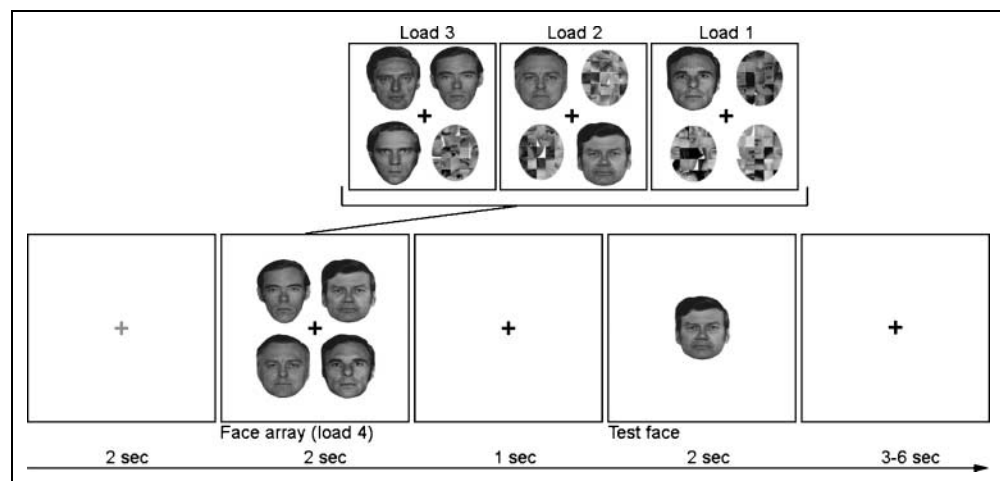 Load 3 Load 2 Load 1
Face array (load 4) Test face
2 sec 2 sec 1 sec 2 sec 3-6 sec